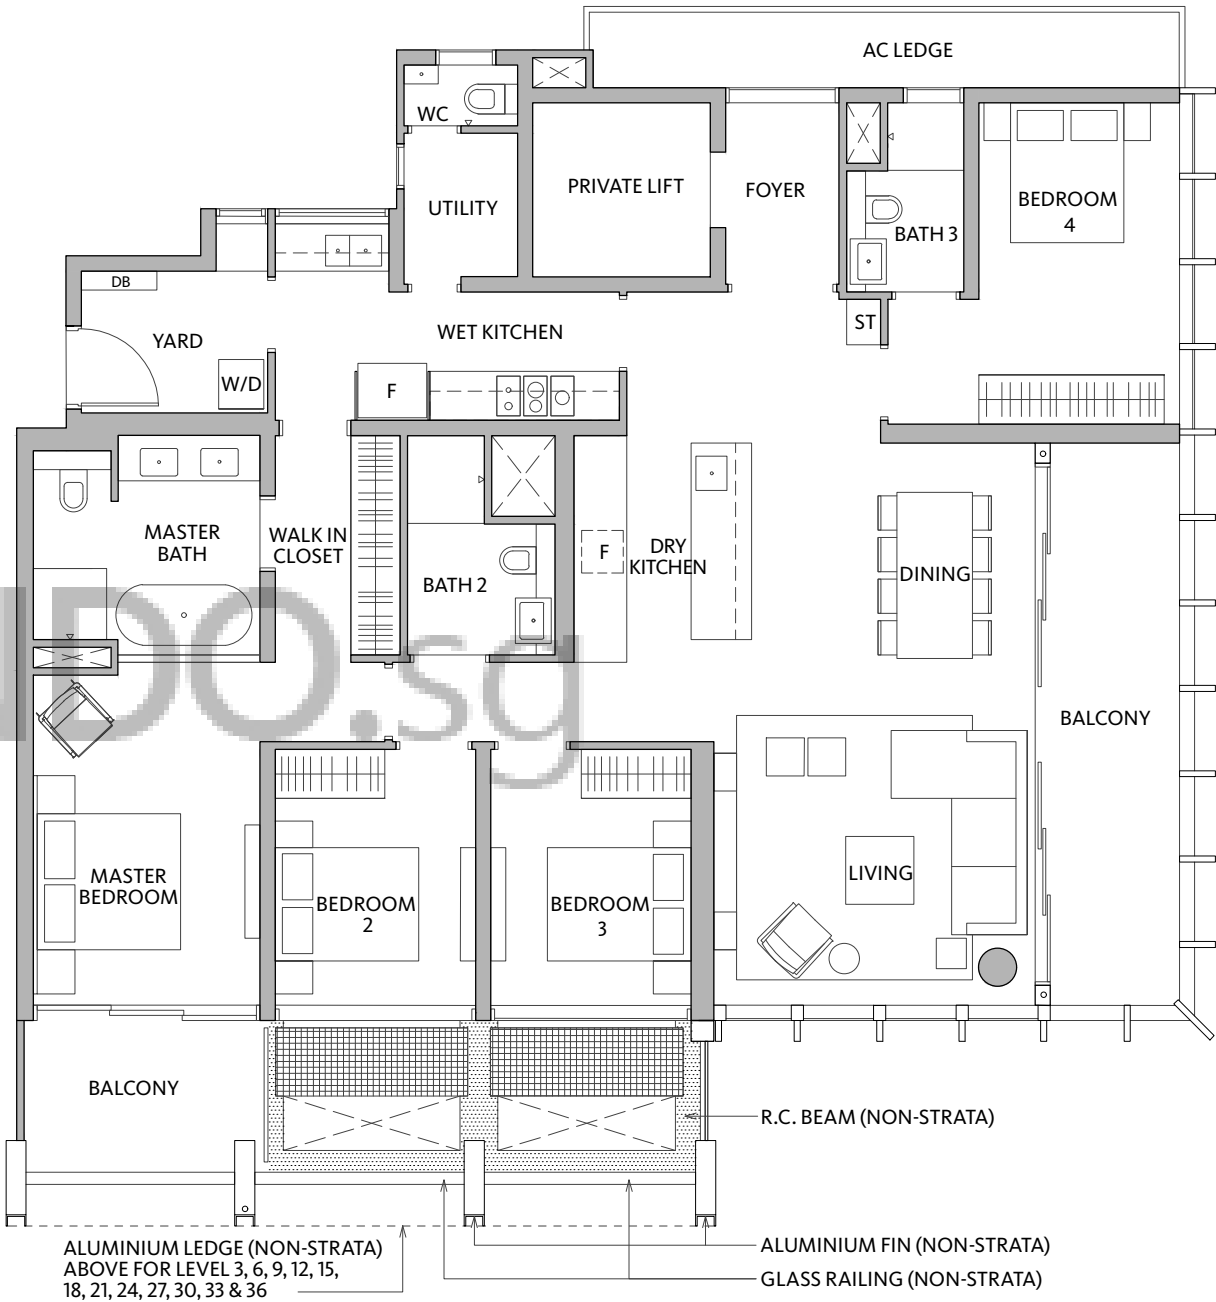 AC LEDGE
WC
PRIVATE LIFT
FOYER
BEDROOM
4
UTILITY
BATH 3
DB
YARD
WET KITCHEN
ST
W/D
F
MASTER
BATH
WALK IN
CLOSET
BATH 2
F
DRY
KITCHEN
DINING
NDO.sg
BALCONY
MASTER
BEDROOM
BEDROOM
2
BEDROOM
3
LIVING
BALCONY
R.C. BEAM (NON-STRATA)
ALUMINIUM LEDGE (NON-STRATA)
ABOVE FOR LEVEL 3, 6, 9, 12, 15,
18, 21, 24, 27, 30, 33 & 36
ALUMINIUM FIN (NON-STRATA)
GLASS RAILING (NON-STRATA)